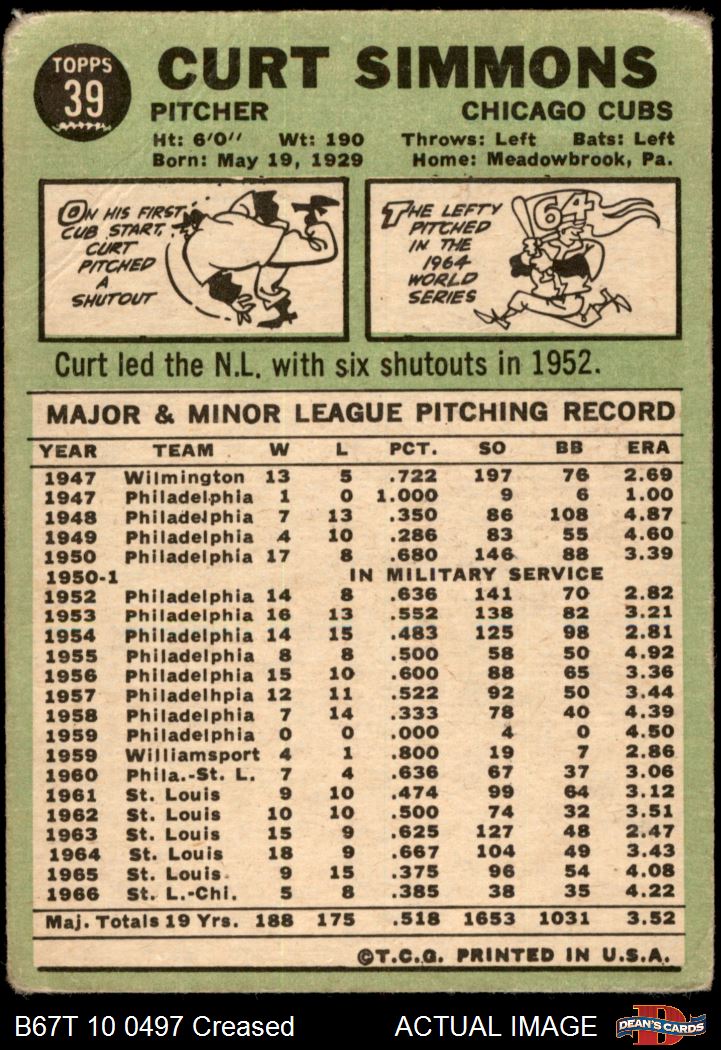 TOPPS
39
CURT SIMMONS
PITCHER CHICAGO CUBS
Ht: 6'0" Wt: 190 Throws: Left Bats: Left
Born: May 19, 1929 Home: Meadowbrook, Pa.
ON HIS FIRST
CUB START,
CURT
PITCHED
A
SHUTOUT
THE LEFTY
PITCHED
IN THE
1964
WORLD
SERIES
64
Curt led the N.L. with six shutouts in 1952.
MAJOR & MINOR LEAGUE PITCHING RECORD
YEAR TEAM W L PCT. SO BB ERA
1947 Wilmington 13 5 .722 197 76 2.69
1947 Philadelphia 1 0 1.000 9 6 1.00
1948 Philadelphia 7 13 .350 86 108 4.87
1949 Philadelphia 4 10 .286 83 55 4.60
1950 Philadelphia 17 8 .680 146 88 3.39
1950-1 IN MILITARY SERVICE
1952 Philadelphia 14 8 .636 141 70 2.82
1953 Philadelphia 16 13 .552 138 82 3.21
1954 Philadelphia 14 15 .483 125 98 2.81
1955 Philadelphia 8 8 .500 58 50 4.92
1956 Philadelphia 15 10 .600 88 65 3.36
1957 Philadelhpia 12 11 .522 92 50 3.44
1958 Philadelphia 7 14 .333 78 40 4.39
1959 Philadelphia 0 0 .000 4 0 4.50
1959 Williamsport 4 1 .800 19 7 2.86
1960 Phila.-St. L. 7 4 .636 67 37 3.06
1961 St. Louis 9 10 .474 99 64 3.12
1962 St. Louis 10 10 .500 74 32 3.51
1963 St. Louis 15 9 .625 127 48 2.47
1964 St. Louis 18 9 .667 104 49 3.43
1965 St. Louis 9 15 .375 96 54 4.08
1966 St. L.-Chi. 5 8 .385 38 35 4.22
Maj. Totals 19 Yrs. 188 175 .518 1653 1031 3.52
©T.C.G. PRINTED IN U.S.A.
B67T 10 0497 Creased ACTUAL IMAGE
D
DEAN'S CARDS